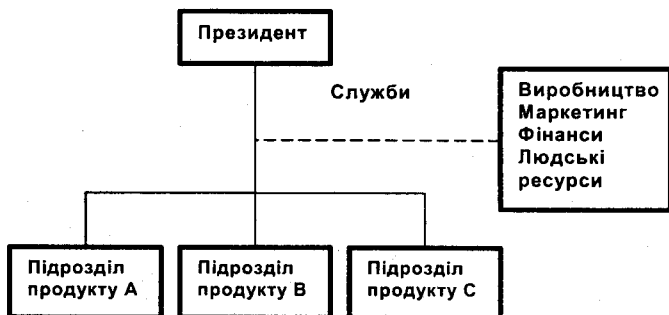 Президент
Служби
Виробництво
Маркетинг
Фінанси
Людські
ресурси
Підрозділ
продукту А
Підрозділ
продукту В
Підрозділ
продукту С